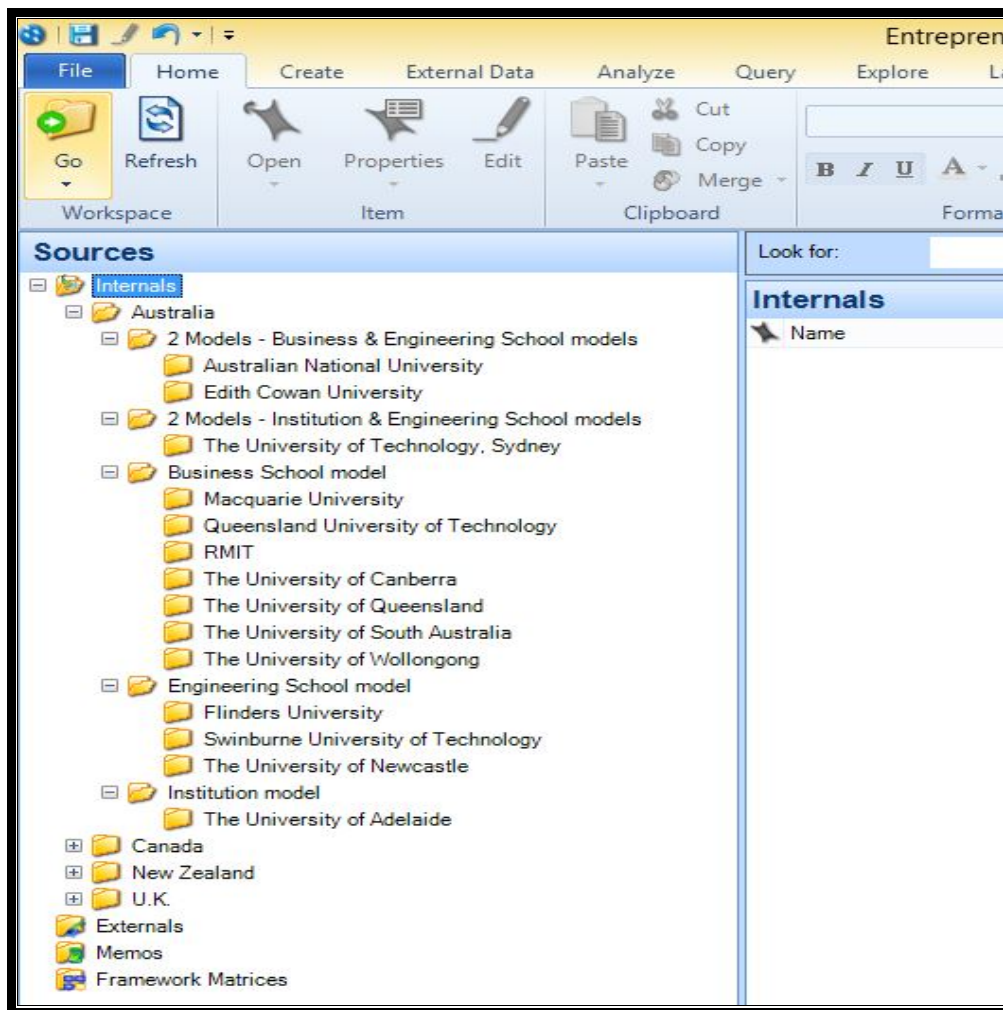 Entrepren
File Home Create External Data Analyze Query Explore
Go Refresh Open Properties Edit Paste Cut
Copy
Merge
B I U A
Workspace Item Clipboard Forma
Sources
Look for:
Internals
Internals
Name
Australia
2 Models - Business & Engineering School models
Australian National University
Edith Cowan University
2 Models - Institution & Engineering School models
The University of Technology, Sydney
Business School model
Macquarie University
Queensland University of Technology
RMIT
The University of Canberra
The University of Queensland
The University of South Australia
The University of Wollongong
Engineering School model
Flinders University
Swinburne University of Technology
The University of Newcastle
Institution model
The University of Adelaide
Canada
New Zealand
U.K.
Externals
Memos
Framework Matrices